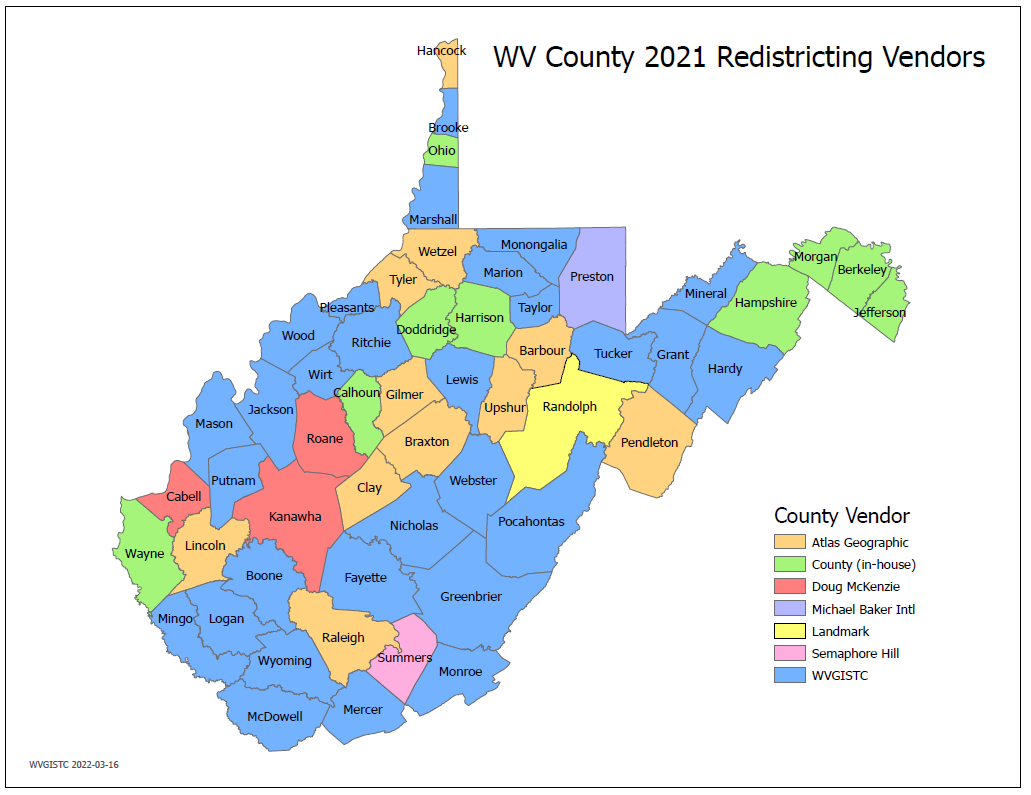 WV County 2021 Redistricting Vendors
Hancock
Brooke
Ohio
Marshall
Wetzel
Monongalia
Marion
Preston
Morgan
Berkeley
Jefferson
Tyler
Mineral
Hampshire
Pleasants
Taylor
Harrison
Doddridge
Wood
Ritchie
Barbour
Tucker
Grant
Hardy
Wirt
Lewis
Calhoun
Gilmer
Upshur
Randolph
Jackson
Mason
Roane
Braxton
Pendleton
Putnam
Webster
Clay
Cabell
Kanawha
Nicholas
Pocahontas
Lincoln
Wayne
Boone
Fayette
Greenbrier
Mingo
Logan
Raleigh
Summers
Wyoming
Monroe
Mercer
McDowell
County Vendor
Atlas Geographic
County (in-house)
Doug McKenzie
Michael Baker Intl
Landmark
Semaphore Hill
WVGISTC
WVGISTC 2022-03-16